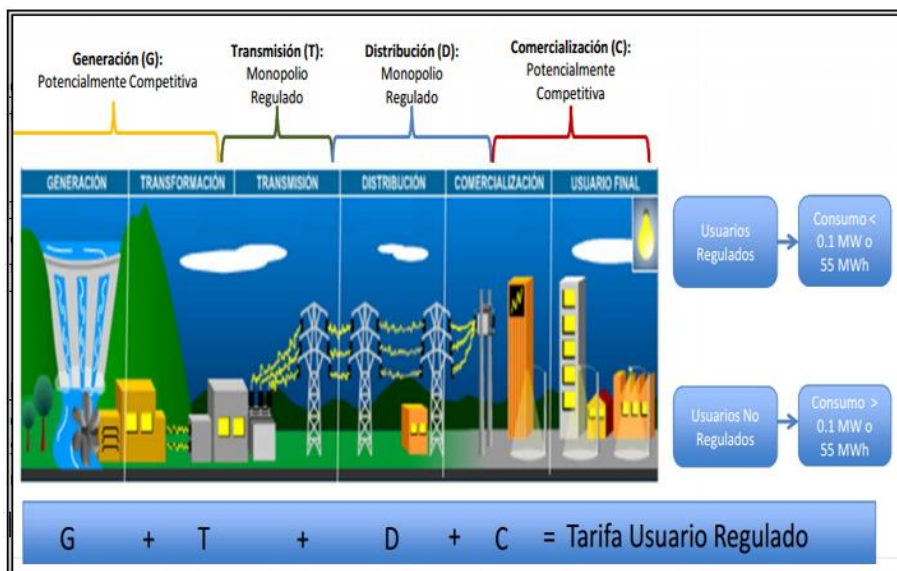 Generación (G):
Potencialmente Competitiva
Transmisión (T):
Monopolio
Regulado
Distribución (D):
Monopolio
Regulado
Comercialización (C):
Potencialmente
Competitiva
GENERACIÓN
TRANSFORMACIÓN
TRANSMISIÓN
DISTRIBUCIÓN
COMERCIALIZACIÓN
USUARIO FINAL
Usuarios
Regulados
Consumo <
0.1 MW o
55 MWh
Usuarios No
Regulados
Consumo >
0.1 MW o
55 MWh
G + T + D + C = Tarifa Usuario Regulado